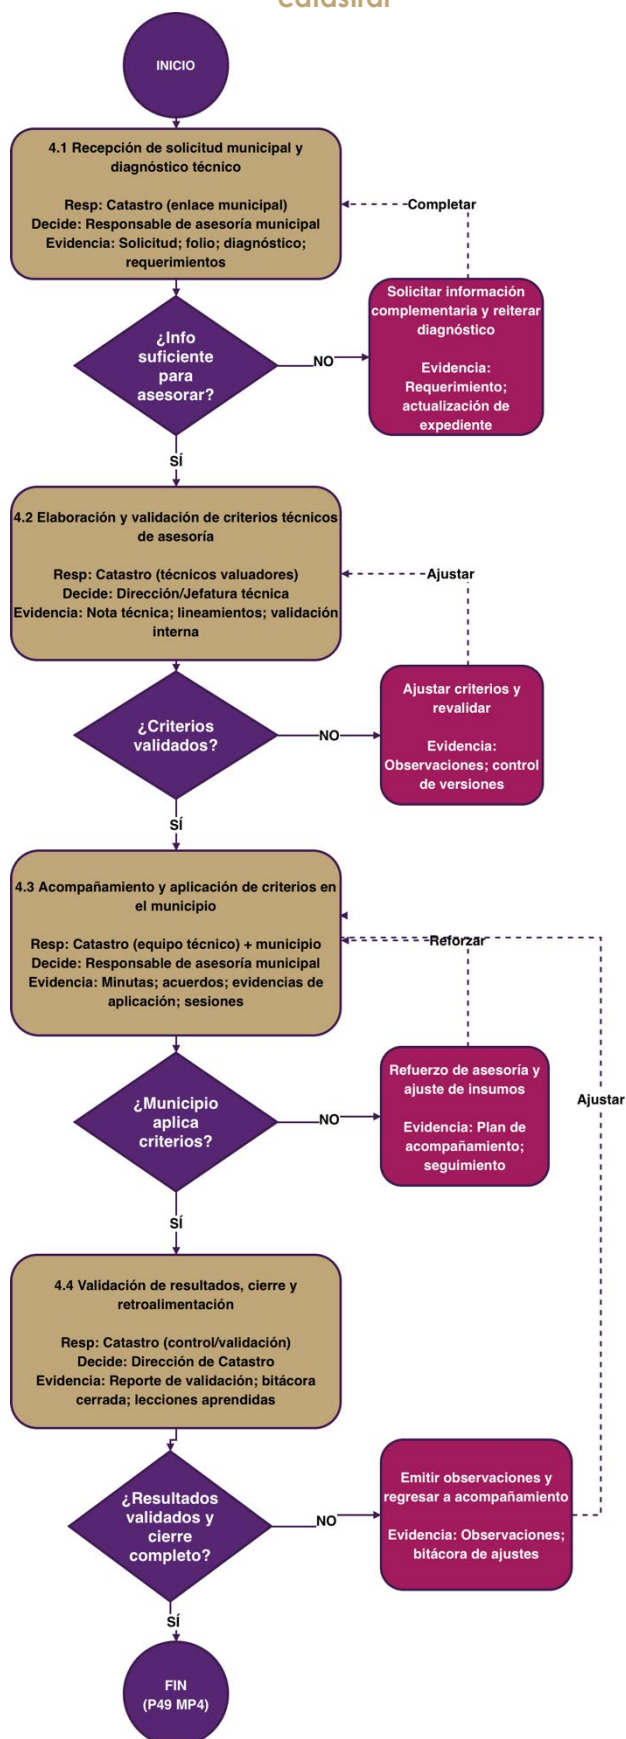 catastral
INICIO
4.1 Recepción de solicitud municipal y
diagnóstico técnico
Resp: Catastro (enlace municipal)
Decide: Responsable de asesoría municipal
Evidencia: Solicitud; folio; diagnóstico;
requerimientos
Completar
¿Info
suficiente
para
asesorar?
NO
Solicitar información
complementaria y reiterar
diagnóstico
Evidencia:
Requerimiento;
actualización de
expediente
SÍ
4.2 Elaboración y validación de criterios técnicos
de asesoría
Resp: Catastro (técnicos valuadores)
Decide: Dirección/Jefatura técnica
Evidencia: Nota técnica; lineamientos; validación
interna
Ajustar
¿Criterios
validados?
NO
Ajustar criterios y
revalidar
Evidencia:
Observaciones; control
de versiones
SÍ
4.3 Acompañamiento y aplicación de criterios en
el municipio
Resp: Catastro (equipo técnico) + municipio
Decide: Responsable de asesoría municipal
Evidencia: Minutas; acuerdos; evidencias de
aplicación; sesiones
Reforzar
¿Municipio
aplica
criterios?
NO
Refuerzo de asesoría y
ajuste de insumos
Evidencia: Plan de
acompañamiento;
seguimiento
Ajustar
SÍ
4.4 Validación de resultados, cierre y
retroalimentación
Resp: Catastro (control/validación)
Decide: Dirección de Catastro
Evidencia: Reporte de validación; bitácora
cerrada; lecciones aprendidas
¿Resultados
validados y
cierre
completo?
NO
Emitir observaciones y
regresar a acompañamiento
Evidencia: Observaciones;
bitácora de ajustes
SÍ
FIN
(P49 MP4)